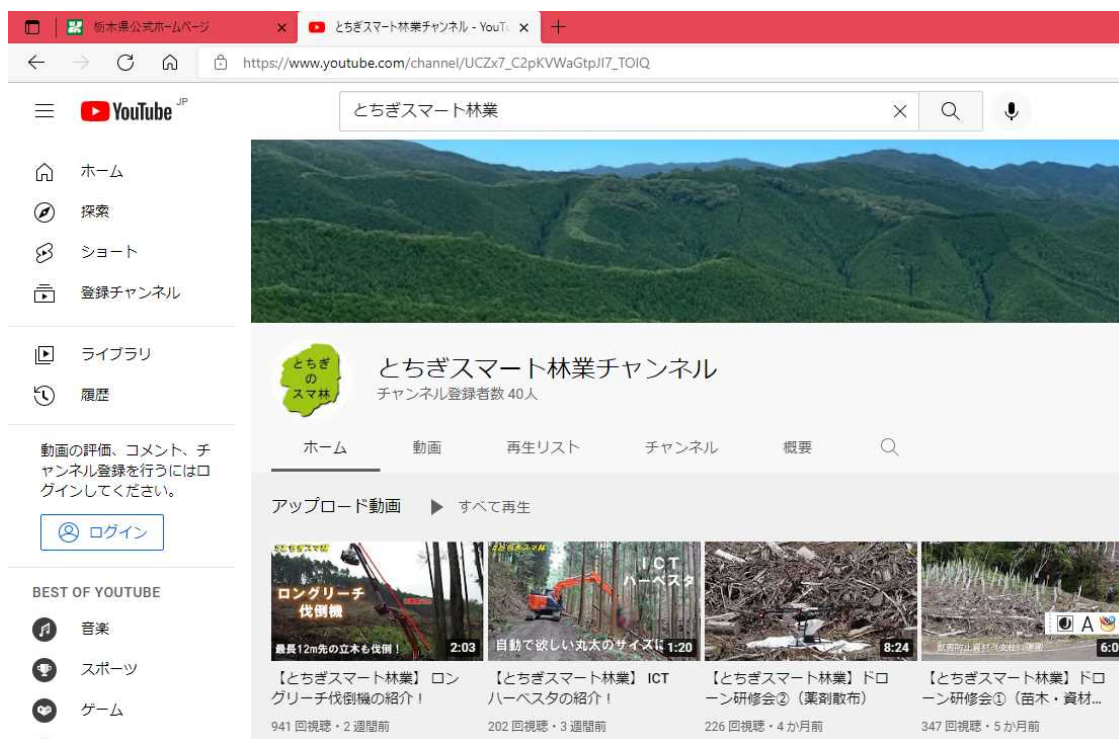 栃木県公式ホームページ
とちぎスマート林業チャンネル - YouTu
https://www.youtube.com/channel/UCZx7_C2pKVWaGtpJI7_TOIQ
YouTube JP
とちぎスマート林業
ホーム
探索
ショート
登録チャンネル
ライブラリ
履歴
動画の評価、コメント、チ
ャンネル登録を行うにはロ
グインしてください。
ログイン
BEST OF YOUTUBE
音楽
スポーツ
ゲーム
とちぎ
の
スマ林
とちぎスマート林業チャンネル
チャンネル登録者数 40人
ホーム 動画 再生リスト チャンネル 概要
アップロード動画 すべて再生
ロングリーチ
伐倒機
最長12m先の立木も伐倒!
2:03
【とちぎスマート林業】 ロン
グリーチ伐倒機の紹介!
941 回視聴・2 週間前
ICT
ハーベスタ
自動で欲しい丸太のサイズに
1:20
【とちぎスマート林業】 ICT
ハーベスタの紹介!
202 回視聴・3 週間前
8:24
【とちぎスマート林業】 ドロ
ーン研修会②（薬剤散布）
226 回視聴・4 か月前
A
6:0
【とちぎスマート林業】 ドロ
ーン研修会①（苗木・資材...
347 回視聴・5 か月前